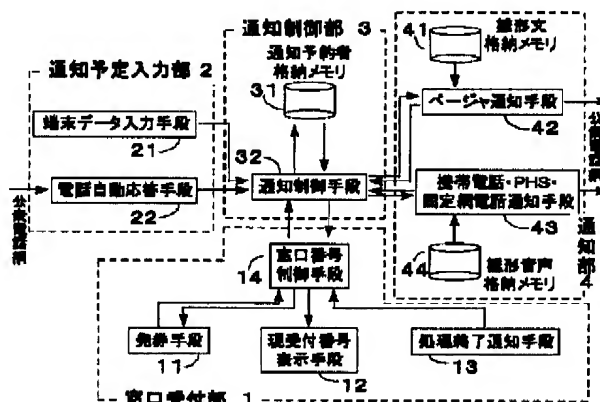 通知制御部 3
通知予約者
格納メモリ
31
41
雛形文
格納メモリ
通知予定入力部 2
端末データ入力手段
21
32
通知制御手段
ページャ通知手段
42
公衆電話網
電話自動応答手段
22
公衆電話網
携帯電話・PHS・
固定網電話通知手段
43
通知部 4
14
窓口番号
制御手段
44
雛形音声
格納メモリ
発券手段
11
現受付番号
表示手段
12
処理終了通知手段
13
窓口受付部 1